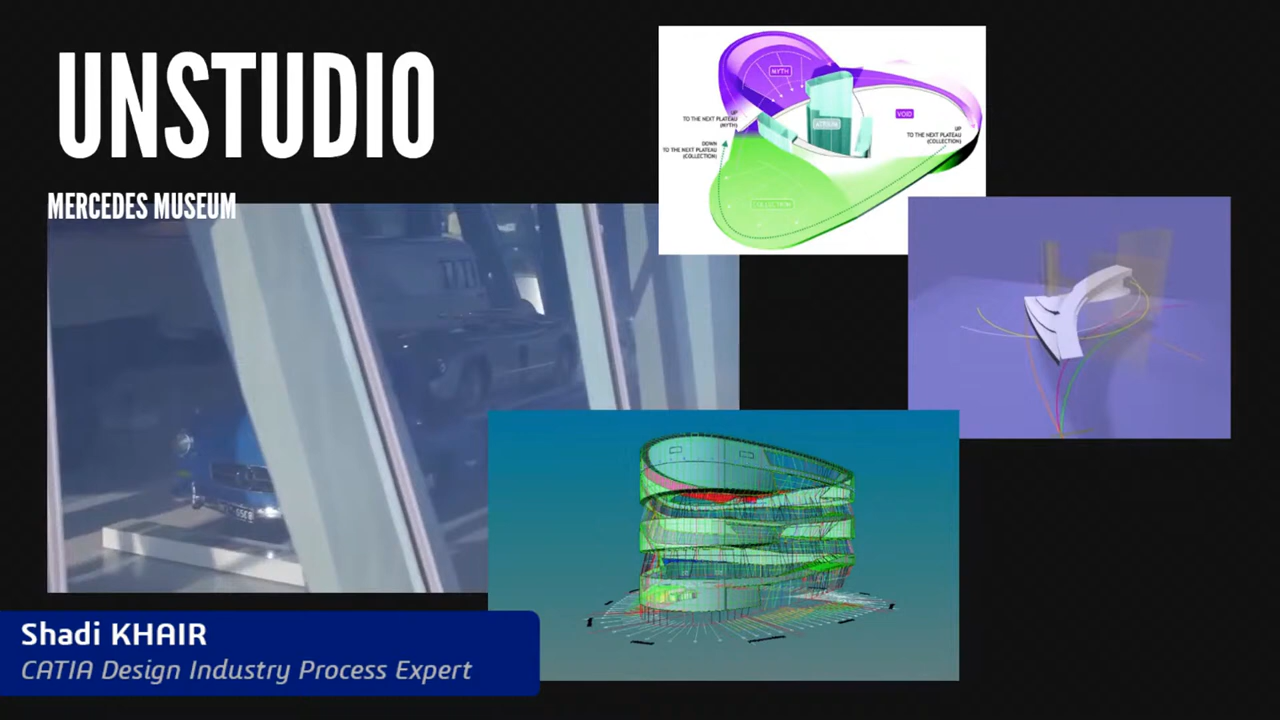 UNSTUDIO
MERCEDES MUSEUM
MYTH
ATRIUM
VOID
UP
TO THE NEXT PLATEAU
(MYTH)
DOWN
TO THE NEXT PLATEAU
(COLLECTION)
UP
TO THE NEXT PLATEAU
(COLLECTION)
COLLECTION
Shadi KHAIR
CATIA Design Industry Process Expert